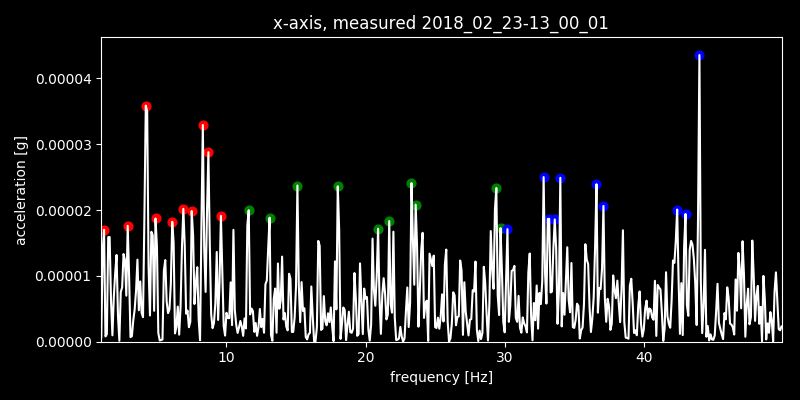 x-axis, measured 2018_02_23-13_00_01
0.00004
0.00003
0.00002
0.00001
0.00000
acceleration [g]
10 20 30 40
frequency [Hz]